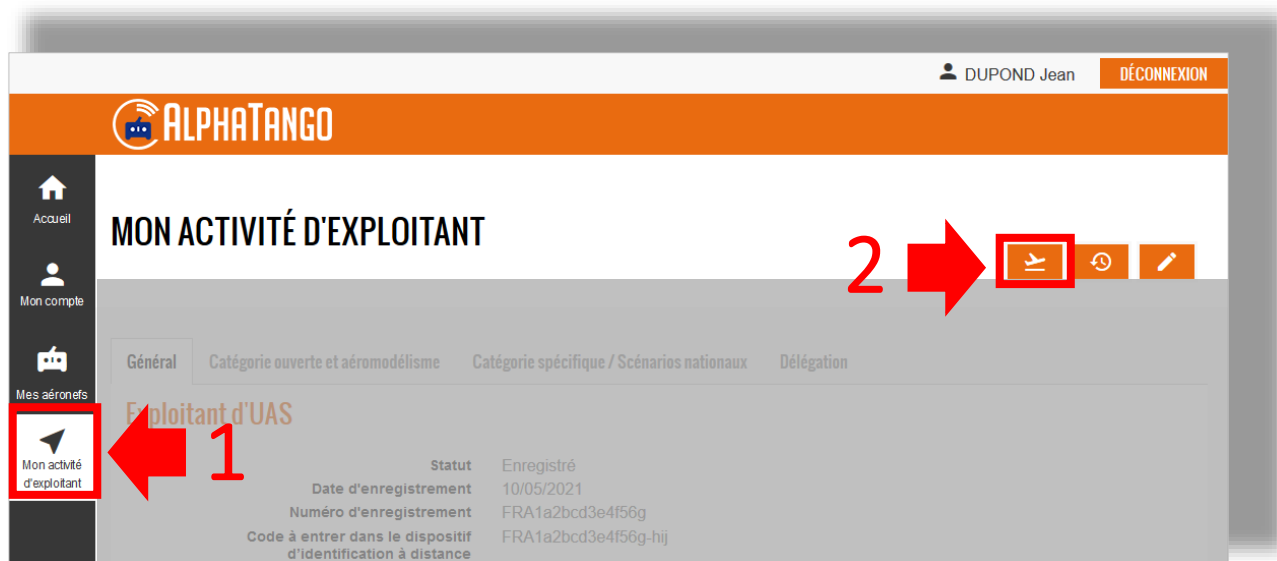 DUPOND Jean DÉCONNEXION
ALPHATANGO
Accueil
Mon compte
Mes aéronefs
Mon activité
d'exploitant
MON ACTIVITÉ D'EXPLOITANT
2
1
Général Catégorie ouverte et aéromodélisme Catégorie spécifique / Scénarios nationaux Délégation
Exploitant d'UAS
Statut Enregistré
Date d'enregistrement 10/05/2021
Numéro d'enregistrement FRA1a2bcd3e4f56g
Code à entrer dans le dispositif FRA1a2bcd3e4f56g-hij
d'identification à distance